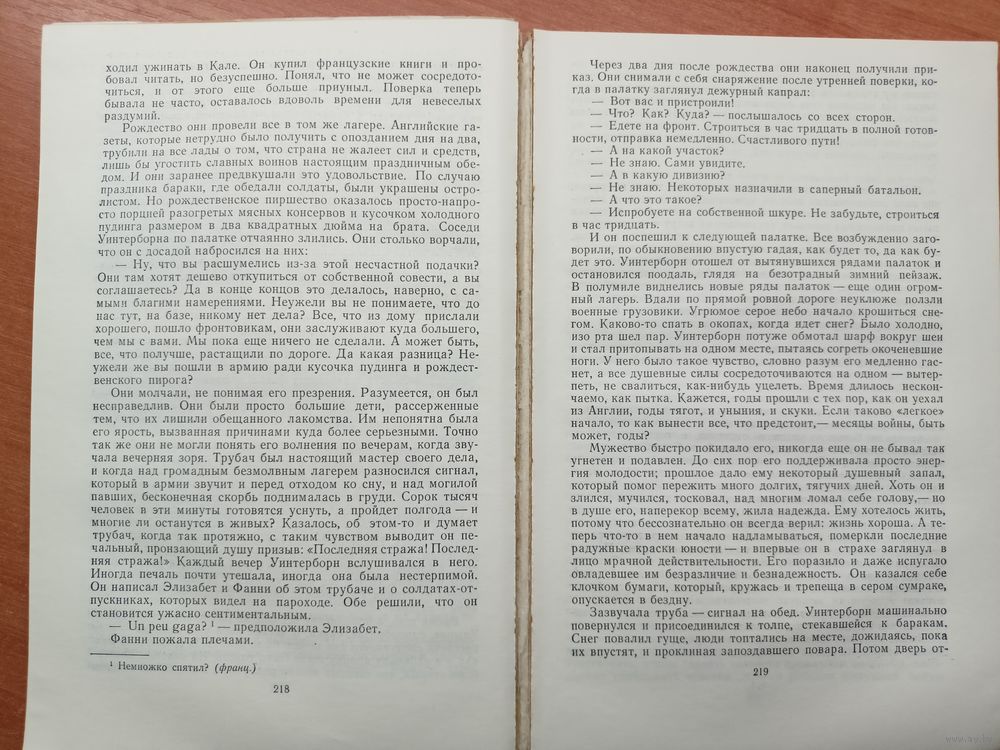 ходил ужинать в Кале. Он купил французские книги и про-
бовал читать, но безуспешно. Понял, что не может сосредото-
читься, и от этого еще больше приуныл. Поверка теперь
бывала не часто, оставалось вдоволь времени для невеселых
раздумий.
Рождество они провели все в том же лагере. Английские га-
зеты, которые нетрудно было получить с опозданием дня на два,
трубили на все лады о том, что страна не жалеет сил и средств,
лишь бы угостить славных воинов настоящим праздничным обе-
дом. И они заранее предвкушали это удовольствие. По случаю
праздника бараки, где обедали солдаты, были украшены остро-
листом. Но рождественское пиршество оказалось просто-напро-
сто порцией разогретых мясных консервов и кусочком холодного
пудинга размером в два квадратных дюйма на брата. Соседи
Уинтерборна по палатке отчаянно злились. Они столько ворчали,
что он с досадой набросился на них:
— Ну, что вы расшумелись из-за этой несчастной подачки?
Они там хотят дешево откупиться от собственной совести, а вы
соглашаетесь? Да в конце концов это делалось, наверно, с са-
мыми благими намерениями. Неужели вы не понимаете, что до
нас тут, на базе, никому нет дела? Все, что из дому прислали
хорошего, пошло фронтовикам, они заслуживают куда большего,
чем мы с вами. Мы пока еще ничего не сделали. А может быть,
все, что получше, растащили по дороге. Да какая разница? Не-
ужели же вы пошли в армию ради кусочка пудинга и рождест-
венского пирога?
Они молчали, не понимая его презрения. Разумеется, он был
несправедлив. Они были просто большие дети, рассерженные
тем, что их лишили обещанного лакомства. Им непонятна была
его ярость, вызванная причинами куда более серьезными. Точно
так же они не могли понять его волнения по вечерам, когда зву-
чала вечерняя зоря. Трубач был настоящий мастер своего дела,
и когда над громадным безмолвным лагерем разносился сигнал,
который в армии звучит и перед отходом ко сну, и над могилой
павших, бесконечная скорбь поднималась в груди. Сорок тысяч
человек в эти минуты готовятся уснуть, а пройдет полгода — и
многие ли останутся в живых? Казалось, об этом-то и думает
трубач, когда так протяжно, с таким чувством выводит он пе-
чальный, пронзающий душу призыв: «Последняя стража! Послед-
няя стража!» Каждый вечер Уинтерборн вслушивался в него.
Иногда печаль почти утешала, иногда она была нестерпимой.
Он написал Элизабет и Фанни об этом трубаче и о солдатах-от-
пускниках, которых видел на пароходе. Обе решили, что он
становится ужасно сентиментальным.
— Un peu gaga? ¹ — предположила Элизабет.
Фанни пожала плечами.
¹ Немножко спятил? (франц.)
218
Через два дня после рождества они наконец получили при-
каз. Они снимали с себя снаряжение после утренней поверки, ко-
гда в палатку заглянул дежурный капрал:
— Вот вас и пристроили!
— Что? Как? Куда? — послышалось со всех сторон.
— Едете на фронт. Строиться в час тридцать в полной готов-
ности, отправка немедленно. Счастливого пути!
— А на какой участок?
— Не знаю. Сами увидите.
— А в какую дивизию?
— Не знаю. Некоторых назначили в саперный батальон.
— А что это такое?
— Испробуете на собственной шкуре. Не забудьте, строиться
в час тридцать.
И он поспешил к следующей палатке. Все возбужденно заго-
ворили, по обыкновению впустую гадая, как будет то, да как бу-
дет это. Уинтерборн отошел от вытянувшихся рядами палаток и
остановился поодаль, глядя на безотрадный зимний пейзаж.
В полумиле виднелись новые ряды палаток — еще один огром-
ный лагерь. Вдали по прямой ровной дороге неуклюже ползли
военные грузовики. Угрюмое серое небо начало крошиться сне-
гом. Каково-то спать в окопах, когда идет снег? Было холодно,
изо рта шел пар. Уинтерборн потуже обмотал шарф вокруг шеи
и стал притопывать на одном месте, пытаясь согреть окоченевшие
ноги. У него было такое чувство, словно разум его медленно гас-
нет, а все душевные силы сосредоточиваются на одном — вытер-
петь, не свалиться, как-нибудь уцелеть. Время длилось нескон-
чаемо, как пытка. Кажется, годы прошли с тех пор, как он уехал
из Англии, годы тягот, и уныния, и скуки. Если таково «легкое»
начало, то как вынести все, что предстоит,— месяцы войны, быть
может, годы?
Мужество быстро покидало его, никогда еще он не бывал так
угнетен и подавлен. До сих пор его поддерживала просто энер-
гия молодости; прошлое дало ему некоторый душевный запал,
который помог пережить много долгих, тягучих дней. Хоть он и
злился, мучился, тосковал, над многим ломал себе голову,— но
в душе его, наперекор всему, жила надежда. Ему хотелось жить,
потому что бессознательно он всегда верил: жизнь хороша. А те-
перь что-то в нем начало надламываться, померкли последние
радужные краски юности — и впервые он в страхе заглянул в
лицо мрачной действительности. Его поразило и даже испугало
овладевшее им безразличие и безнадежность. Он казался себе
клочком бумаги, который, кружась и трепеща в сером сумраке,
опускается в бездну.
Зазвучала труба — сигнал на обед. Уинтерборн машинально
повернулся и присоединился к толпе, стекавшейся к баракам.
Снег повалил гуще, люди топтались на месте, дожидаясь, пока
их впустят, и проклиная запоздавшего повара. Потом дверь от-
219
www.ay.by